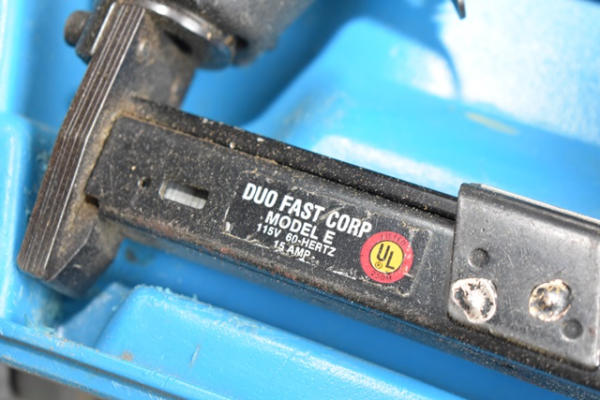 DUO FAST CORP
MODEL E
115V 60-HERTZ
15 AMP
UL